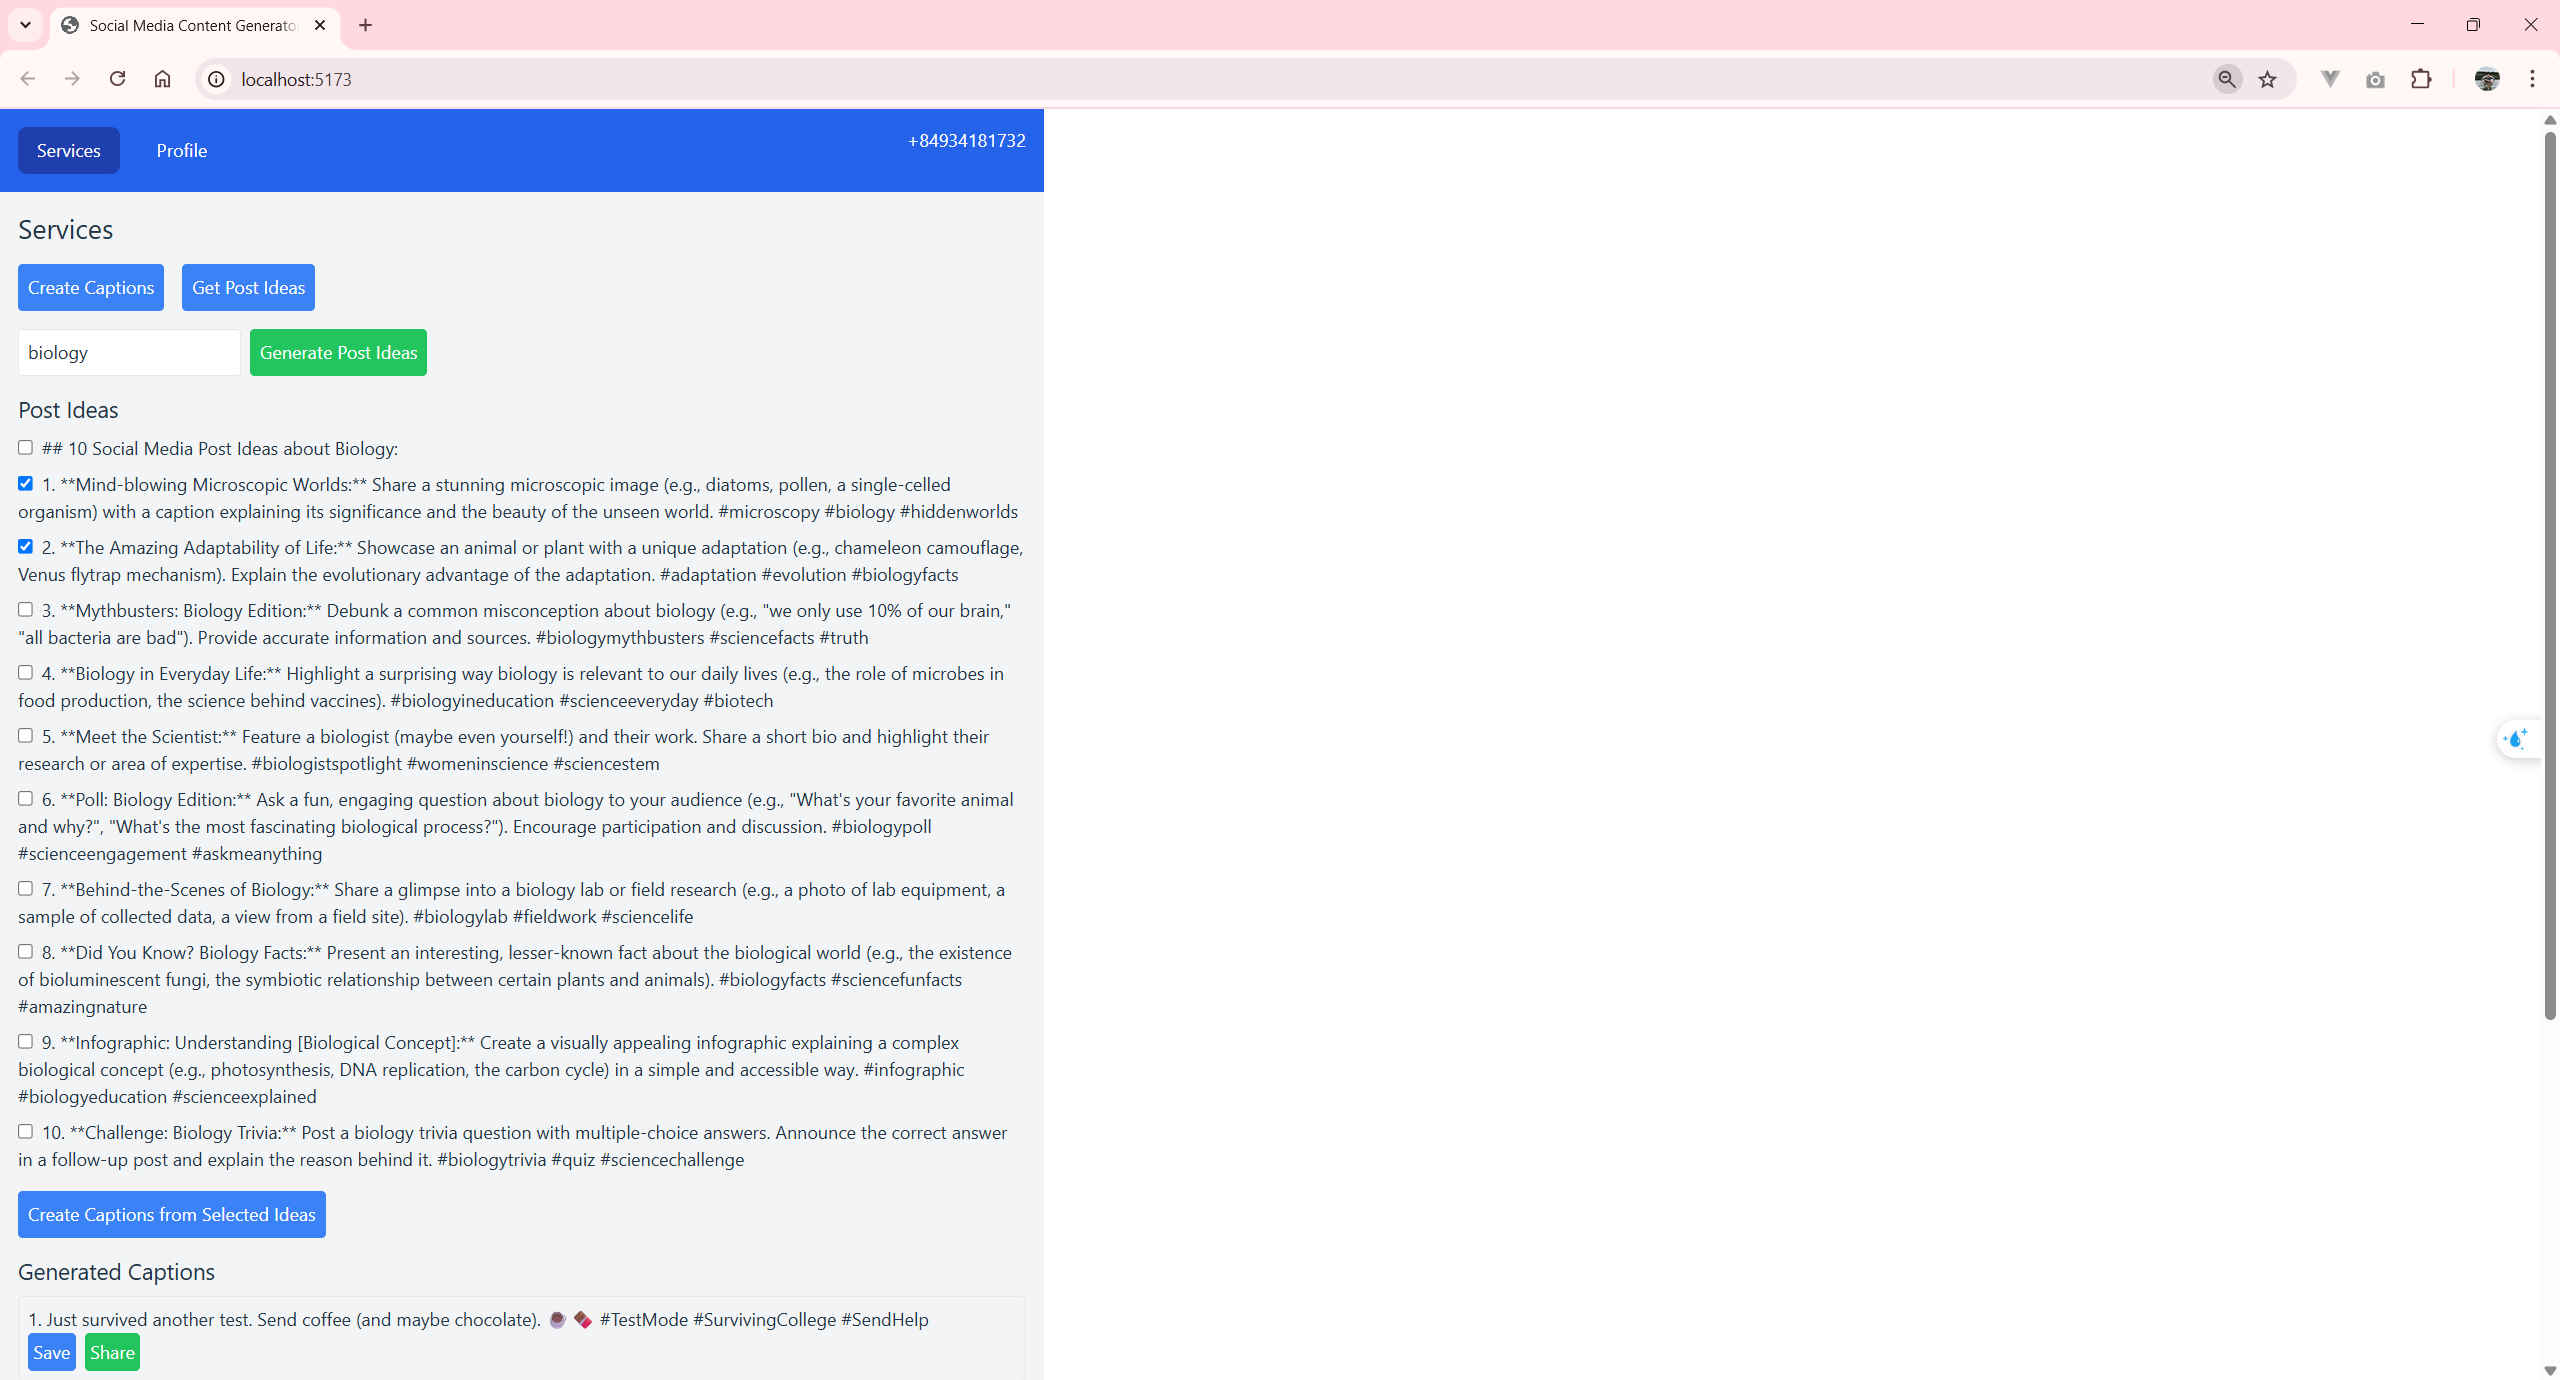 Social Media Content Generato
localhost:5173
Services
Profile
+84934181732
Services
Create Captions
Get Post Ideas
biology
Generate Post Ideas
Post Ideas
## 10 Social Media Post Ideas about Biology:
1. **Mind-blowing Microscopic Worlds:** Share a stunning microscopic image (e.g., diatoms, pollen, a single-celled
organism) with a caption explaining its significance and the beauty of the unseen world. #microscopy #biology #hiddenworlds
2. **The Amazing Adaptability of Life:** Showcase an animal or plant with a unique adaptation (e.g., chameleon camouflage,
Venus flytrap mechanism). Explain the evolutionary advantage of the adaptation. #adaptation #evolution #biologyfacts
3. **Mythbusters: Biology Edition:** Debunk a common misconception about biology (e.g., "we only use 10% of our brain,"
"all bacteria are bad"). Provide accurate information and sources. #biologymythbusters #sciencefacts #truth
4. **Biology in Everyday Life:** Highlight a surprising way biology is relevant to our daily lives (e.g., the role of microbes in
food production, the science behind vaccines). #biologyineducation #scienceeveryday #biotech
5. **Meet the Scientist:** Feature a biologist (maybe even yourself!) and their work. Share a short bio and highlight their
research or area of expertise. #biologistspotlight #womeninscience #sciencestem
6. **Poll: Biology Edition:** Ask a fun, engaging question about biology to your audience (e.g., "What's your favorite animal
and why?", "What's the most fascinating biological process?"). Encourage participation and discussion. #biologypoll
#scienceengagement #askmeanything
7. **Behind-the-Scenes of Biology:** Share a glimpse into a biology lab or field research (e.g., a photo of lab equipment, a
sample of collected data, a view from a field site). #biologylab #fieldwork #sciencelife
8. **Did You Know? Biology Facts:** Present an interesting, lesser-known fact about the biological world (e.g., the existence
of bioluminescent fungi, the symbiotic relationship between certain plants and animals). #biologyfacts #sciencefunfacts
#amazingnature
9. **Infographic: Understanding [Biological Concept]:** Create a visually appealing infographic explaining a complex
biological concept (e.g., photosynthesis, DNA replication, the carbon cycle) in a simple and accessible way. #infographic
#biologyeducation #scienceexplained
10. **Challenge: Biology Trivia:** Post a biology trivia question with multiple-choice answers. Announce the correct answer
in a follow-up post and explain the reason behind it. #biologytrivia #quiz #sciencechallenge
Create Captions from Selected Ideas
Generated Captions
1. Just survived another test. Send coffee (and maybe chocolate). ☕ 🍫 #TestMode #SurvivingCollege #SendHelp
Save
Share